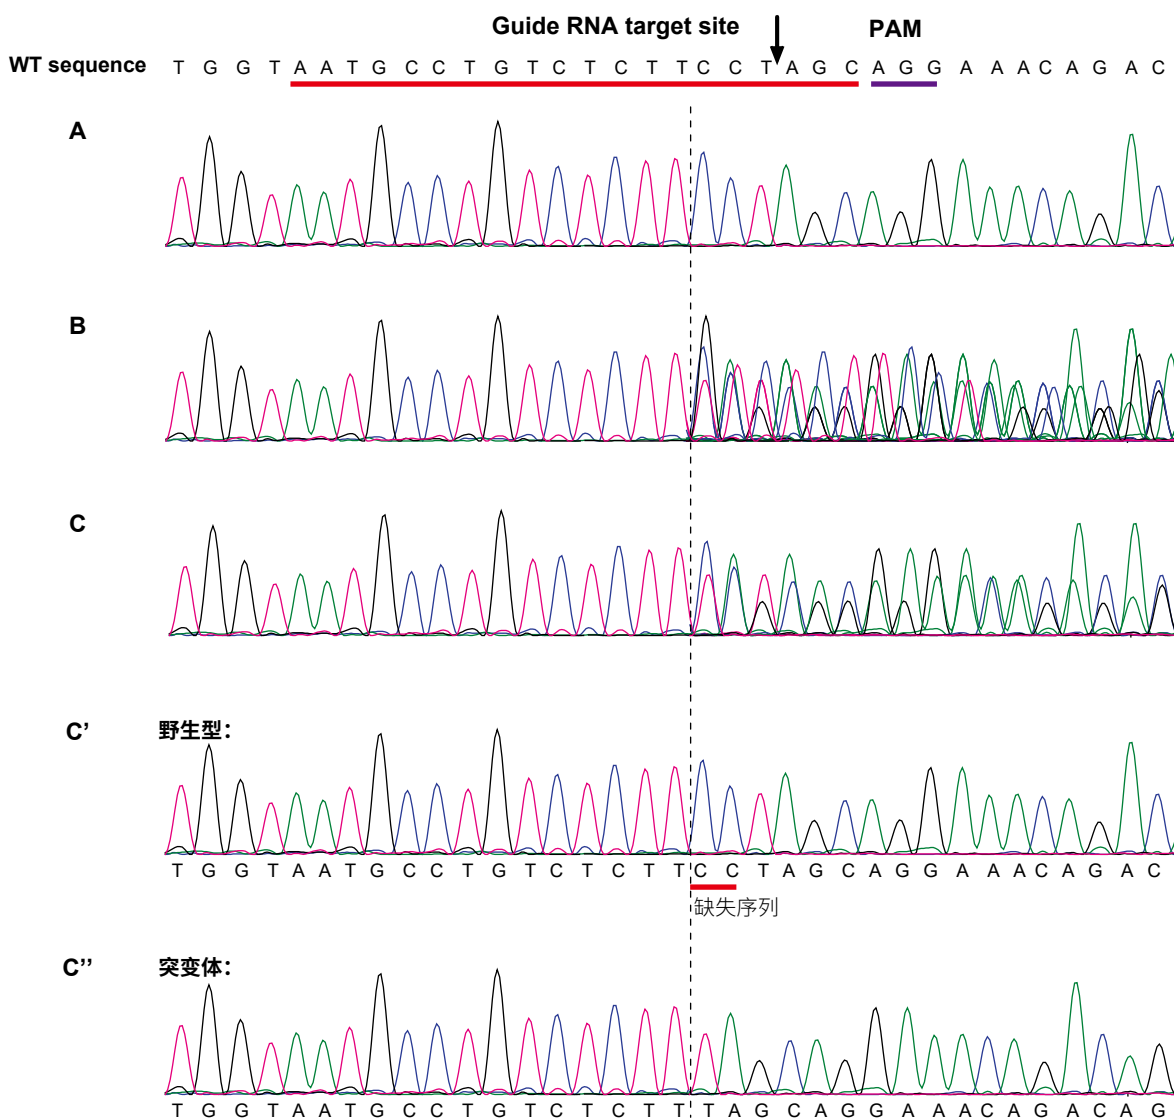 Guide RNA target site PAM
WT sequence T G G T A A T G C C T G T C T C T T C C T A G C A G G A A A C A G A C
A
B
C
C’ 野生型：
T G G T A A T G C C T G T C T C T T C C T A G C A G G A A A C A G A C
缺失序列
C’’ 突变体：
T G G T A A T G C C T G T C T C T T T A G C A G G A A A C A G A C A G